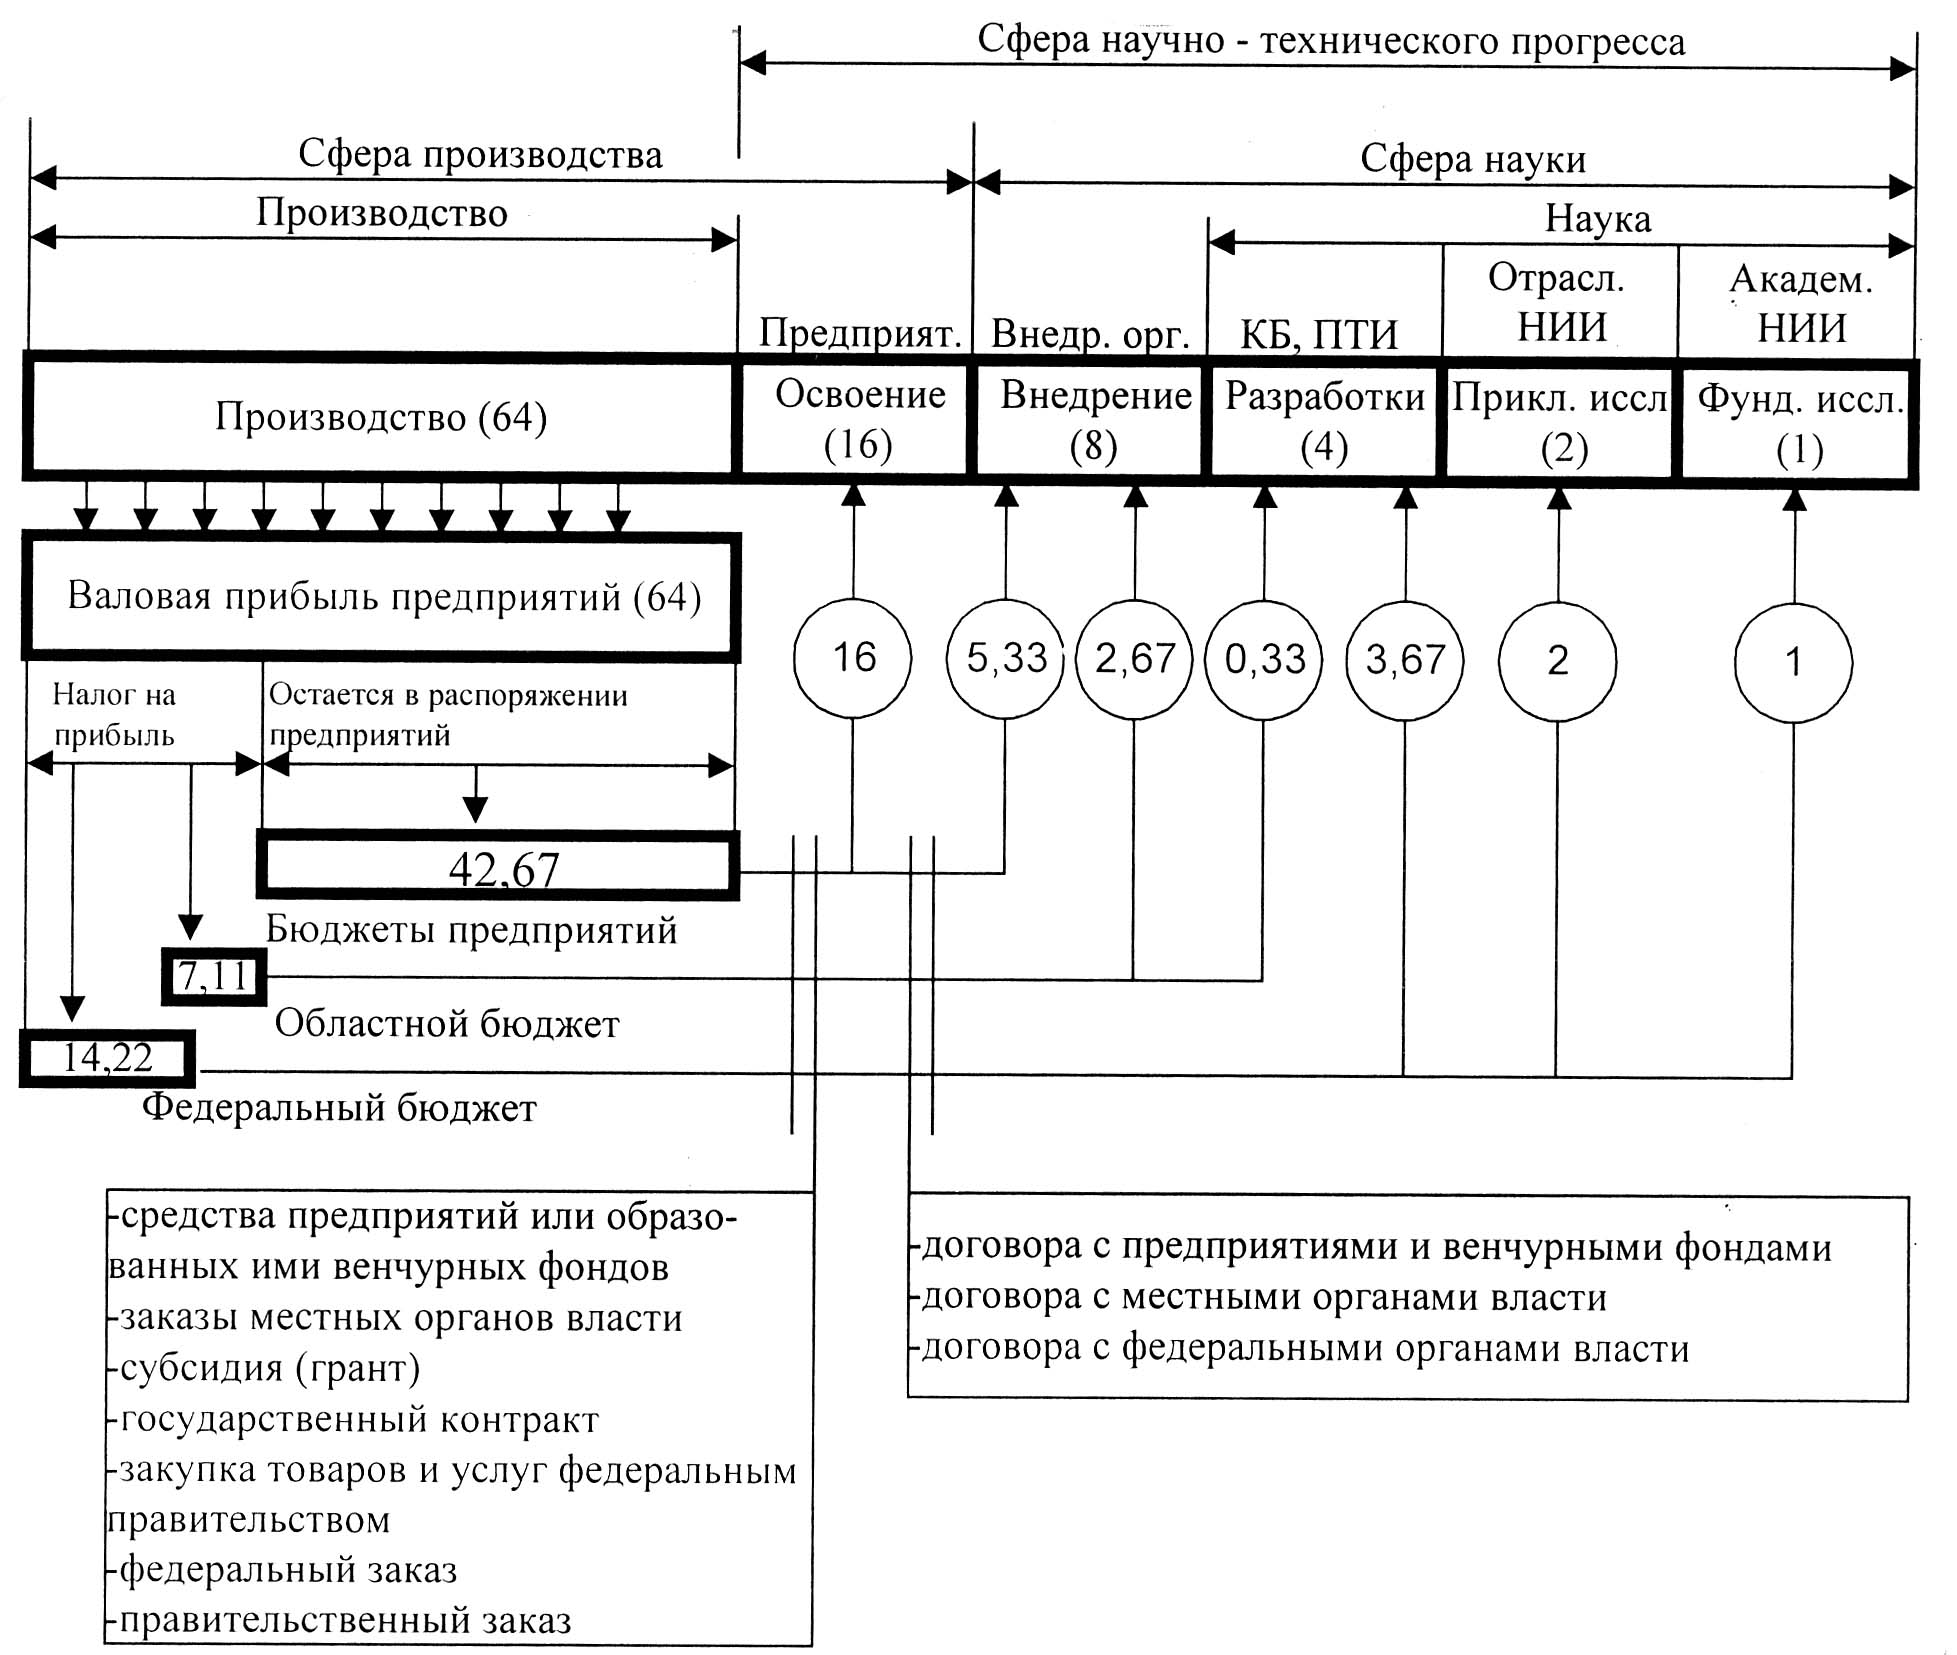 Сфера научно - технического прогресса
Сфера производства
Сфера науки
Производство
Наука
Предприят.
Внедр. орг.
КБ, ПТИ
Отрасл.
НИИ
Академ.
НИИ
Производство (64)
Освоение
(16)
Внедрение
(8)
Разработки
(4)
Прикл. иссл
(2)
Фунд. иссл.
(1)
Валовая прибыль предприятий (64)
16
5,33
2,67
0,33
3,67
2
1
Налог на
прибыль
Остается в распоряжении
предприятий
42,67
Бюджеты предприятий
7,11
Областной бюджет
14,22
Федеральный бюджет
-средства предприятий или образо-
ванных ими венчурных фондов
-заказы местных органов власти
-субсидия (грант)
-государственный контракт
-закупка товаров и услуг федеральным
правительством
-федеральный заказ
-правительственный заказ
-договора с предприятиями и венчурными фондами
-договора с местными органами власти
-договора с федеральными органами власти